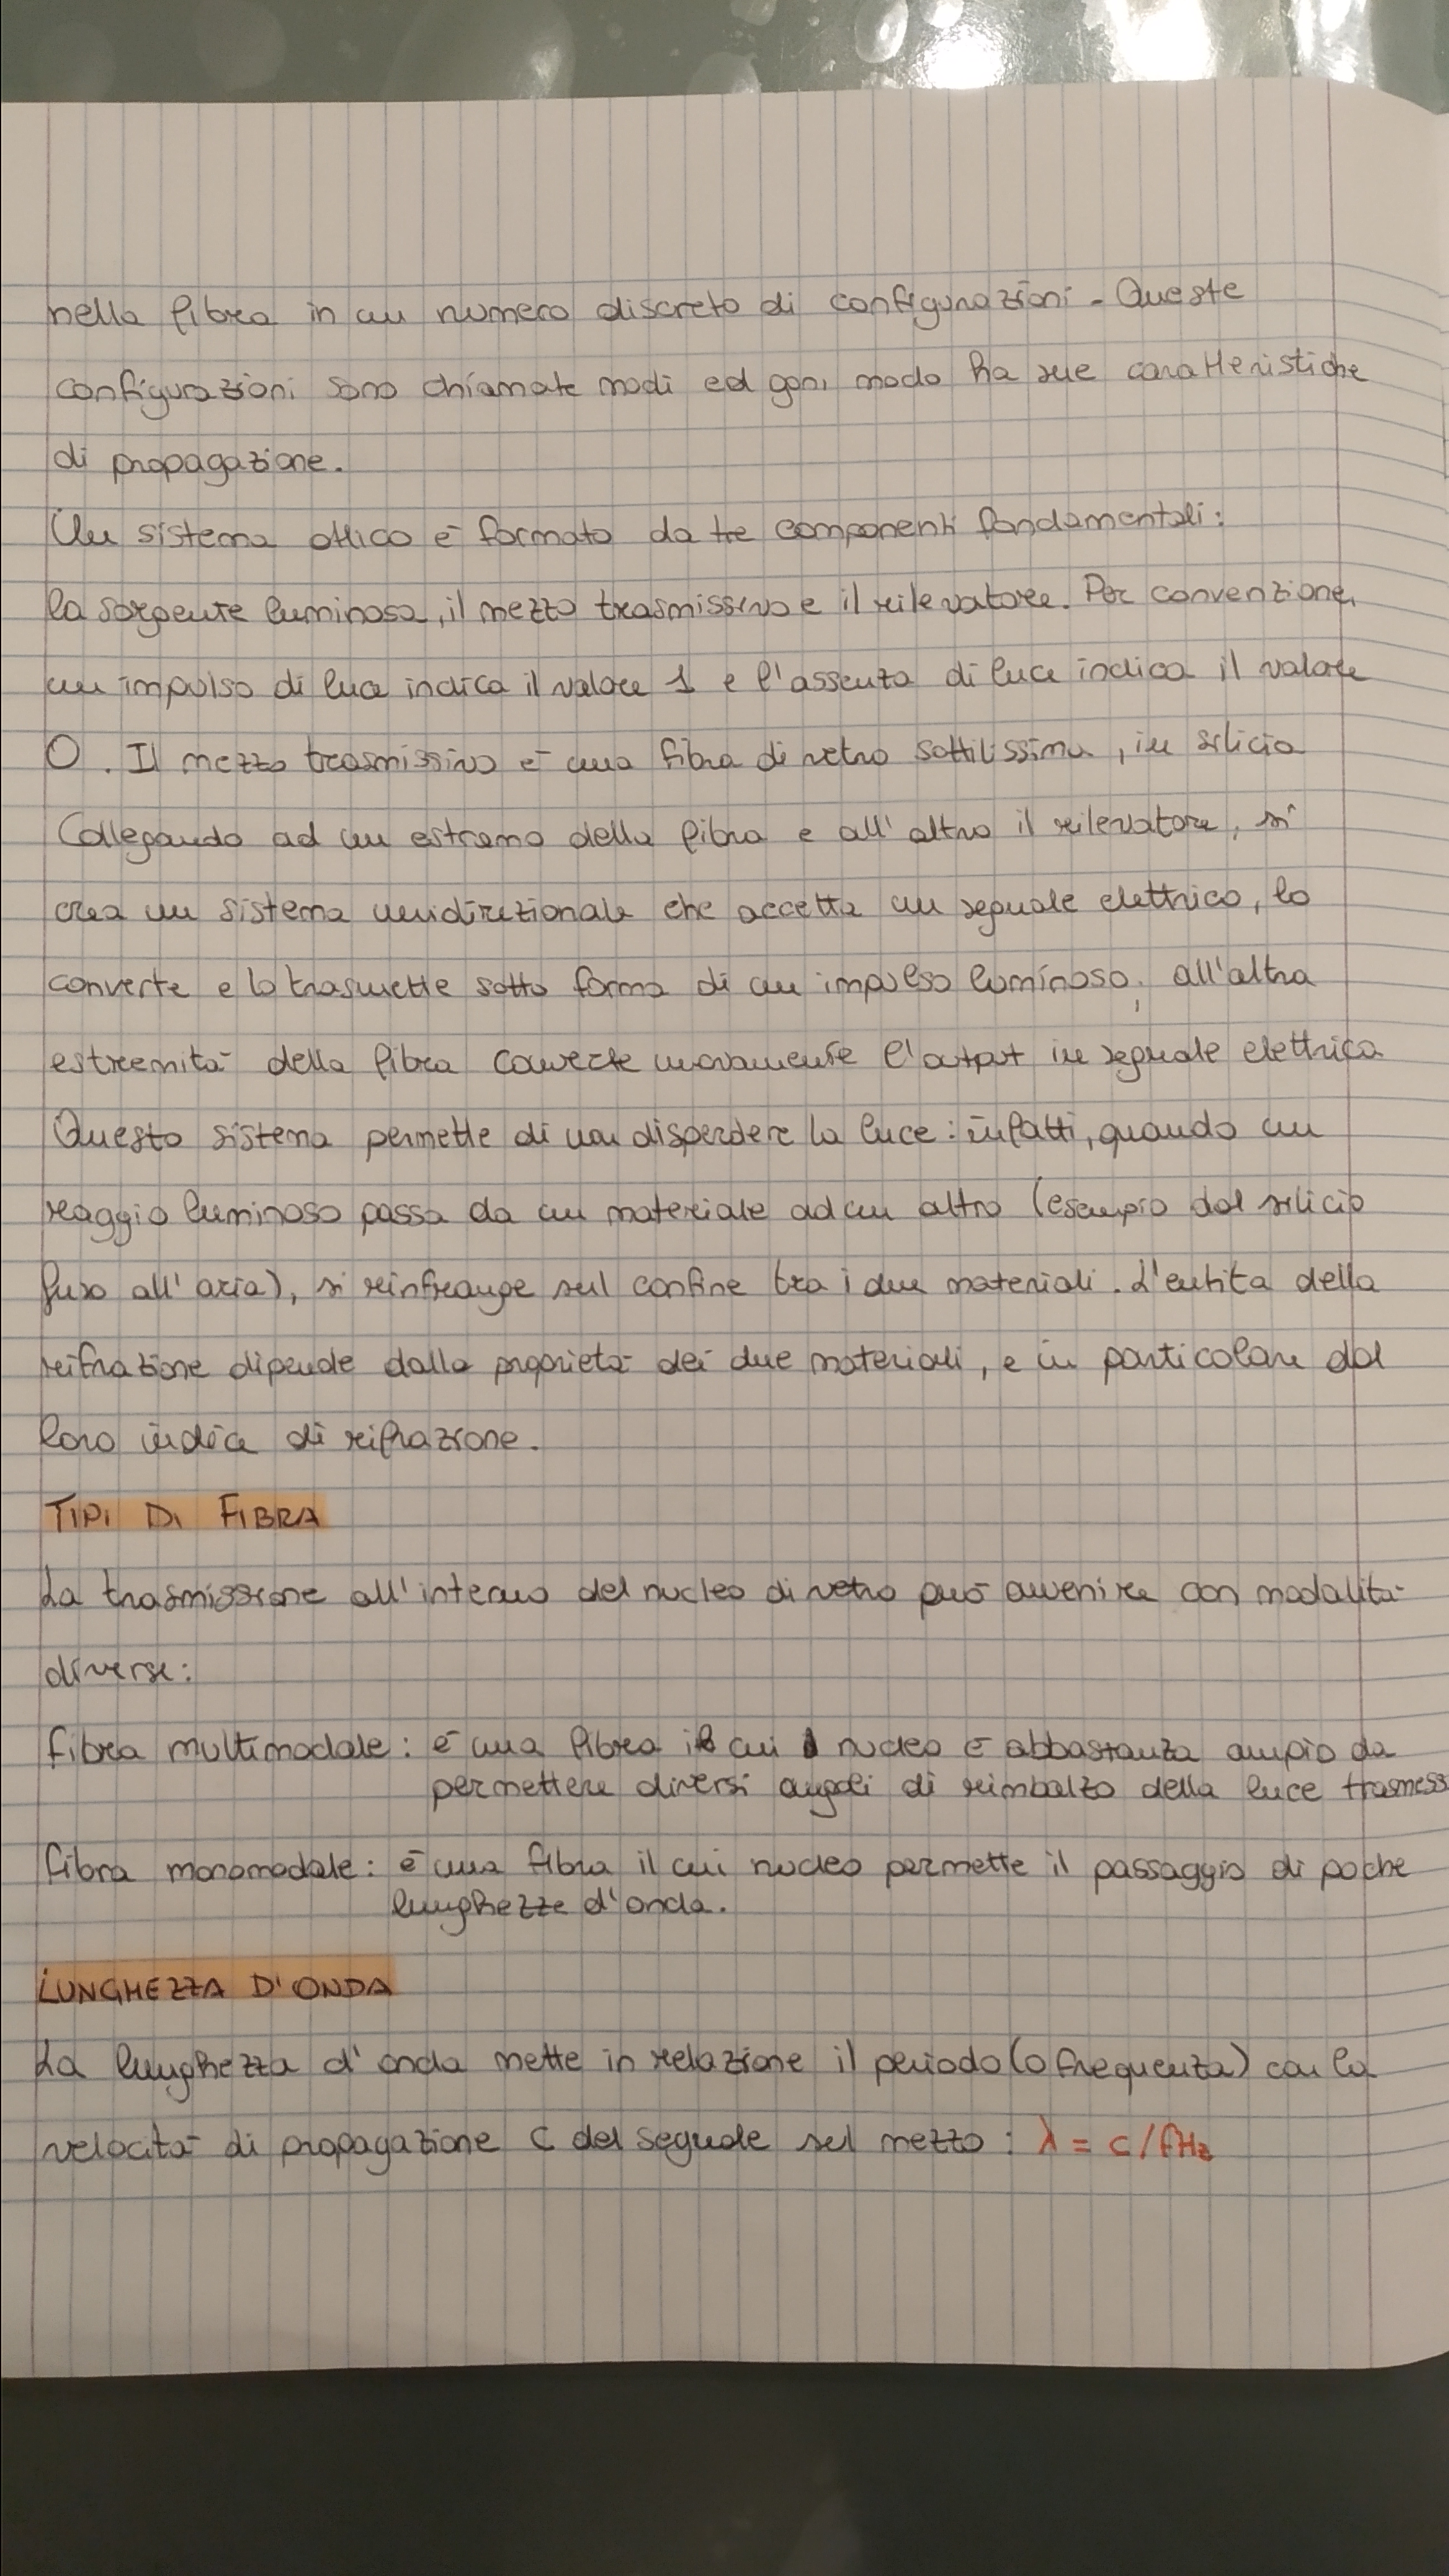 nella fibra in un numero discreto di configurazioni. Queste
configurazioni sono chiamate modi ed ogni modo ha sue caratteristiche
di propagazione.
Un sistema ottico è formato da tre componenti fondamentali:
la sorgente luminosa, il mezzo trasmissivo e il rilevatore. Per convenzione,
un impulso di luce indica il valore 1 e l'assenza di luce indica il valore
0. Il mezzo trasmissivo è una fibra di vetro sottilissima, in silicio
Collegando ad un estremo della fibra e all'altro il rilevatore, si
crea un sistema unidirezionale che accetta un segnale elettrico, lo
converte e lo trasmette sotto forma di un impulso luminoso; all'altra
estremità della fibra converte nuovamente l'output in segnale elettrico
Questo sistema permette di non disperdere la luce: infatti, quando un
raggio luminoso passa da un materiale ad un altro (esempio dal silicio
fuso all'aria), si rinfrange sul confine tra i due materiali. L'entità della
rifrazione dipende dalla proprietà dei due materiali, e in particolare dal
loro indice di rifrazione.
TIPI DI FIBRA
La trasmissione all'interno del nucleo di vetro può avvenire con modalità
diverse:
fibra multimodale: è una fibra il cui nucleo è abbastanza ampio da
permettere diversi angoli di rimbalzo della luce trasmess
fibra monomodale: è una fibra il cui nucleo permette il passaggio di poche
lunghezze d'onda.
LUNGHEZZA D'ONDA
La lunghezza d'onda mette in relazione il periodo (o frequenza) con la
velocità di propagazione c del segnale sul mezzo: λ = c/fHz